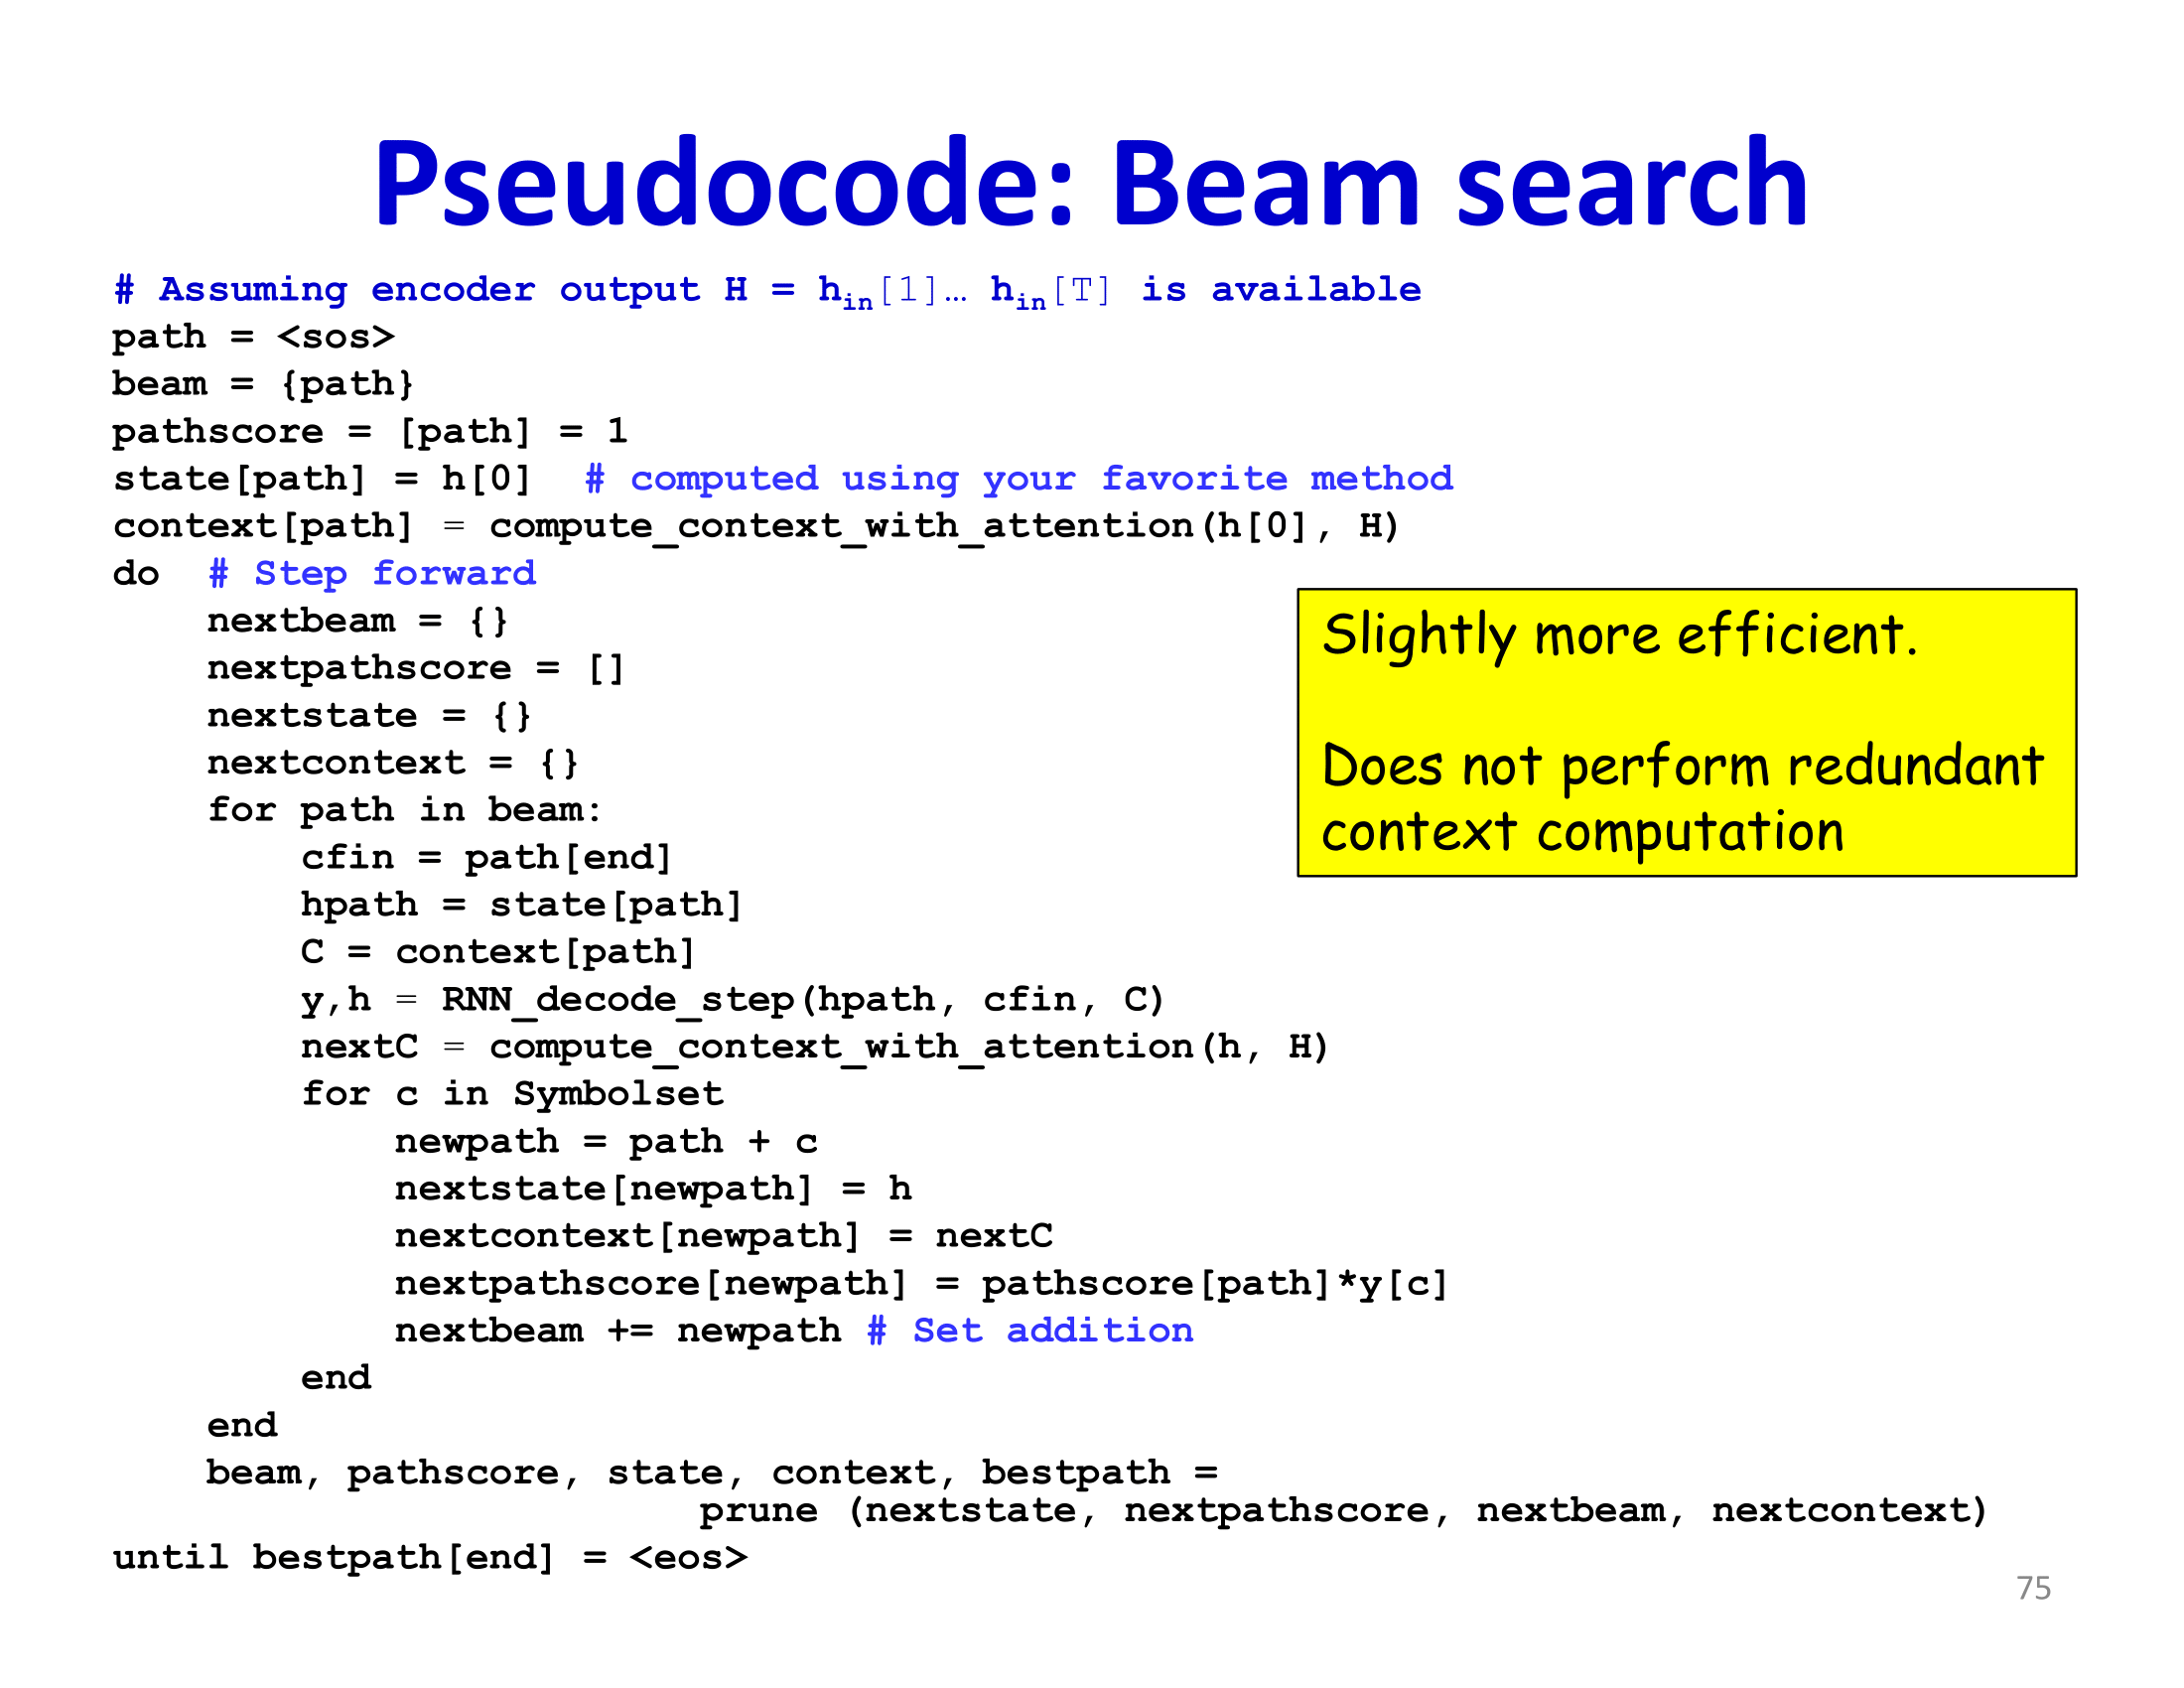 Pseudocode: Beam search
# Assuming encoder output H = hin[1]… hin[T] is available
path = <sos>
beam = {path}
pathscore = [path] = 1
state[path] = h[0]  # computed using your favorite method
context[path] = compute_context_with_attention(h[0], H)
do  # Step forward
    nextbeam = {}
    nextpathscore = []
    nextstate = {}
    nextcontext = {}
    for path in beam:
        cfin = path[end]
        hpath = state[path]
        C = context[path]
        y,h = RNN_decode_step(hpath, cfin, C)
        nextC = compute_context_with_attention(h, H)
        for c in Symbolset
            newpath = path + c
            nextstate[newpath] = h
            nextcontext[newpath] = nextC
            nextpathscore[newpath] = pathscore[path]*y[c]
            nextbeam += newpath # Set addition
        end
    end
    beam, pathscore, state, context, bestpath =
                         prune (nextstate, nextpathscore, nextbeam, nextcontext)
until bestpath[end] = <eos>
Slightly more efficient.
Does not perform redundant
context computation
75